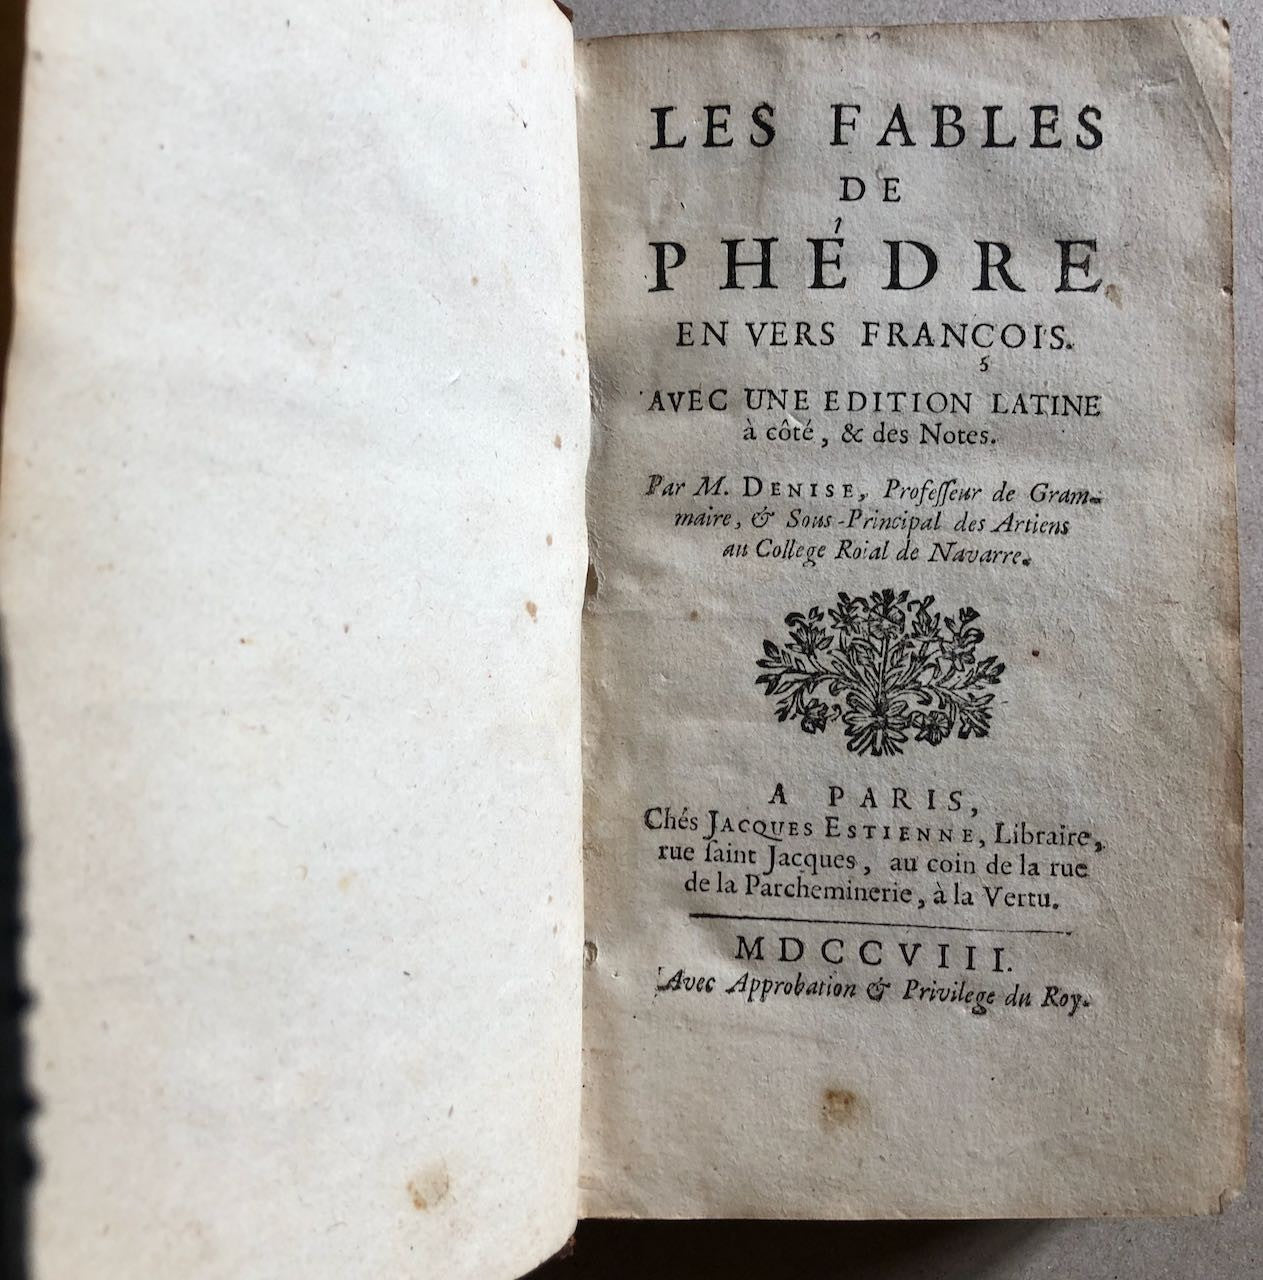 LES FABLES
DE
PHÉDRE
EN VERS FRANÇOIS.
AVEC UNE EDITION LATINE
à côté, & des Notes.
Par M. DENISE, Professeur de Gram-
maire, & Sous-Principal des Artiens
au College Roial de Navarre.
A PARIS,
Chés JACQUES ESTIENNE, Libraire,
rue saint Jacques, au coin de la rue
de la Parcheminerie, à la Vertu.
MDCCVIII.
Avec Approbation & Privilege du Roy.